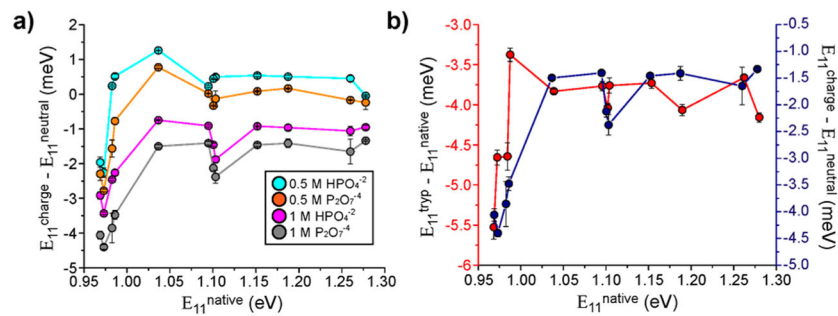 a)
E₁₁ᶜʰᵃʳᵍᵉ - E₁₁ⁿᵉᵘᵗʳᵃˡ (meV)
2
1
0
-1
-2
-3
-4
-5
0.5 M HPO₄⁻²
0.5 M P₂O₇⁻⁴
1 M HPO₄⁻²
1 M P₂O₇⁻⁴
0.95 1.00 1.05 1.10 1.15 1.20 1.25 1.30
E₁₁ⁿᵃᵗⁱᵛᵉ (eV)
b)
E₁₁ᵗʳʸᵖ - E₁₁ⁿᵃᵗⁱᵛᵉ (meV)
-3.0
-3.5
-4.0
-4.5
-5.0
-5.5
-6
0.95 1.00 1.05 1.10 1.15 1.20 1.25 1.30
E₁₁ⁿᵃᵗⁱᵛᵉ (eV)
-0.5
-1.0
-1.5
-2.0
-2.5
-3.0
-3.5
-4.0
-4.5
-5.0
E₁₁ᶜʰᵃʳᵍᵉ E₁₁ⁿᵉᵘᵗʳᵃˡ (meV)